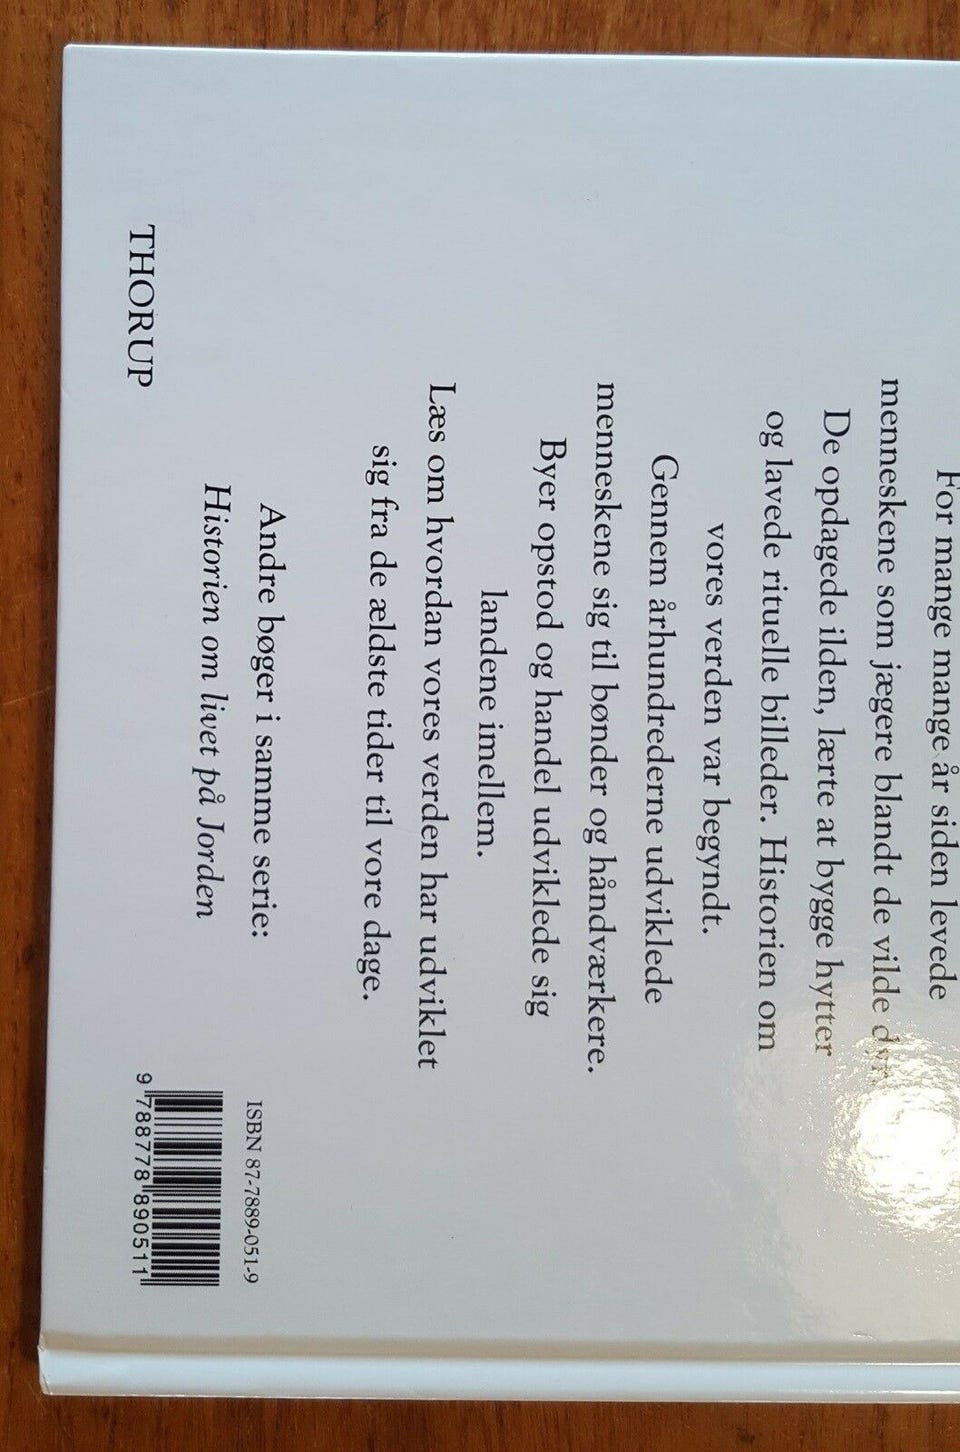 For mange mange år siden levede
menneskene som jægere blandt de vilde dyr.
De opdagede ilden, lærte at bygge hytter
og lavede rituelle billeder. Historien om
vores verden var begyndt.
Gennem århundrederne udviklede
menneskene sig til bønder og håndværkere.
Byer opstod og handel udviklede sig
landene imellem.
Læs om hvordan vores verden har udviklet
sig fra de ældste tider til vore dage.
Andre bøger i samme serie:
Historien om livet på Jorden
THORUP
ISBN 87-7889-051-9
9 788778 890511